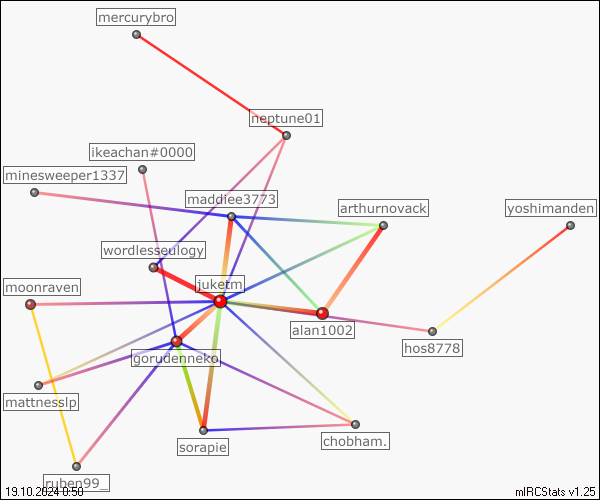 mercurybro
neptune01
ikeachan#0000
minesweeper1337
maddiee3773
arthurnovack
yoshimanden
wordlesseulogy
juketm
moonraven
alan1002
hos8778
gorudenneko
mattnesslp
sorapie
chobham.
ruben99_
19.10.2024 0:50
mIRCStats v1.25